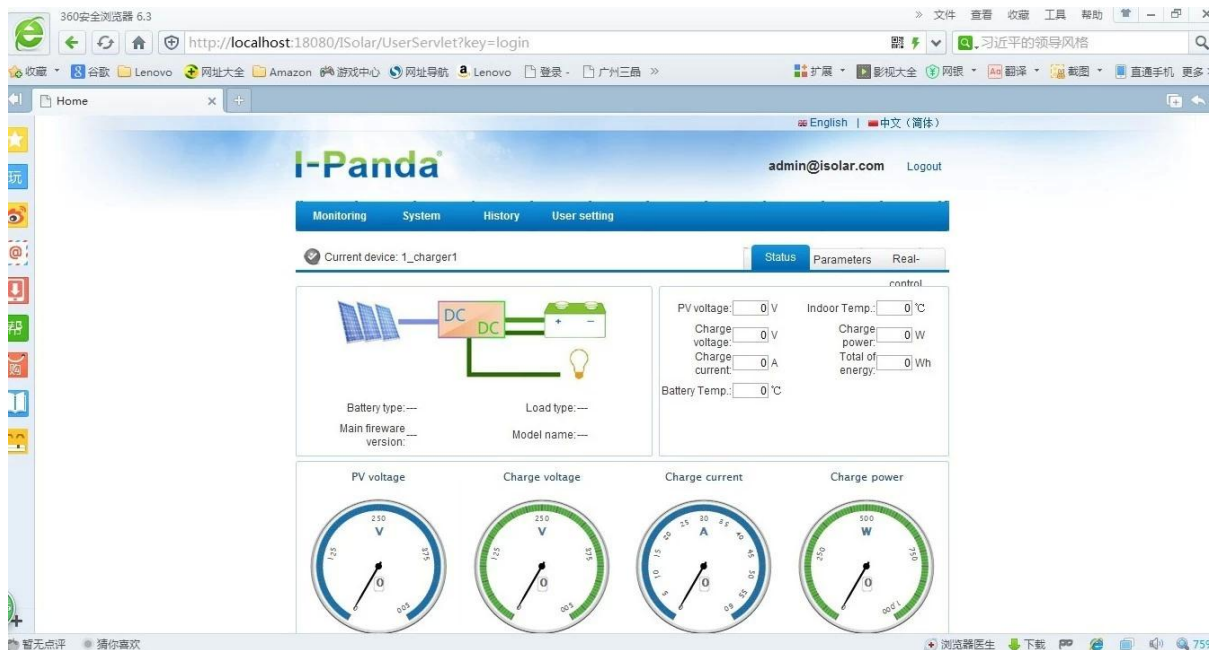 360安全浏览器 6.3
» 文件 查看 收藏 工具 帮助
http://localhost:18080/ISolar/UserServlet?key=login
习近平的领导风格
收藏 谷歌 Lenovo 网址大全 Amazon 游戏中心 网址导航 Lenovo 登录 - 广州三晶 » 扩展 影视大全 网银 翻译 截图 直通手机 更多
Home
English | 中文（简体）
I-Panda
admin@isolar.com Logout
Monitoring System History User setting
Current device: 1_charger1
Status Parameters Real-
control
DC
DC
+ −
Battery type:---
Load type:---
Main fireware
version:---
Model name:---
PV voltage: 0 V
Indoor Temp.: 0 ℃
Charge
voltage: 0 V
Charge
power: 0 W
Charge
current: 0 A
Total of
energy: 0 Wh
Battery Temp.: 0 ℃
PV voltage Charge voltage Charge current Charge power
125 250 375 500 V 0
125 250 375 500 V 0
5 10 15 20 25 30 35 40 45 50 55 60 A 0
250 500 750 1,000 W 0
玩
@
帮
购
暂无点评 猜你喜欢
浏览器医生 下载 75%